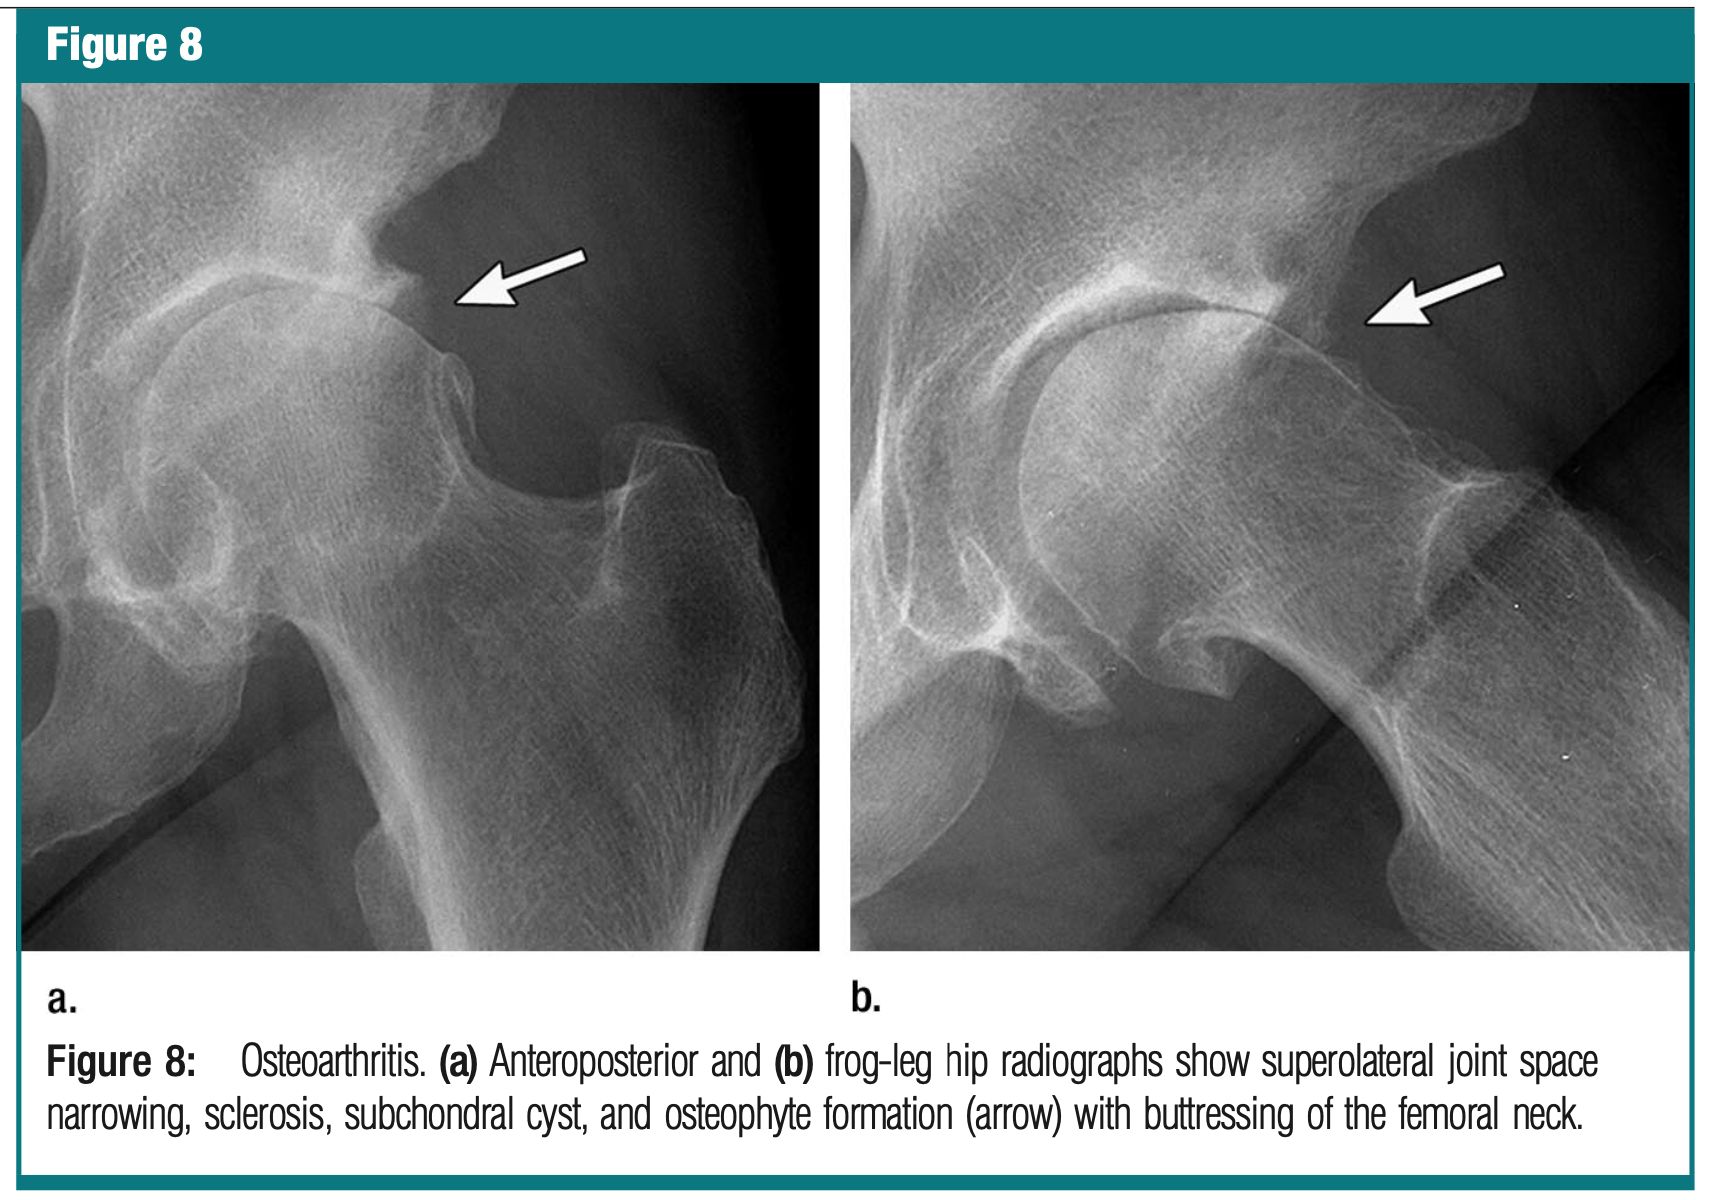 Figure 8
a.
b.
Figure 8: Osteoarthritis. (a) Anteroposterior and (b) frog-leg hip radiographs show superolateral joint space
narrowing, sclerosis, subchondral cyst, and osteophyte formation (arrow) with buttressing of the femoral neck.